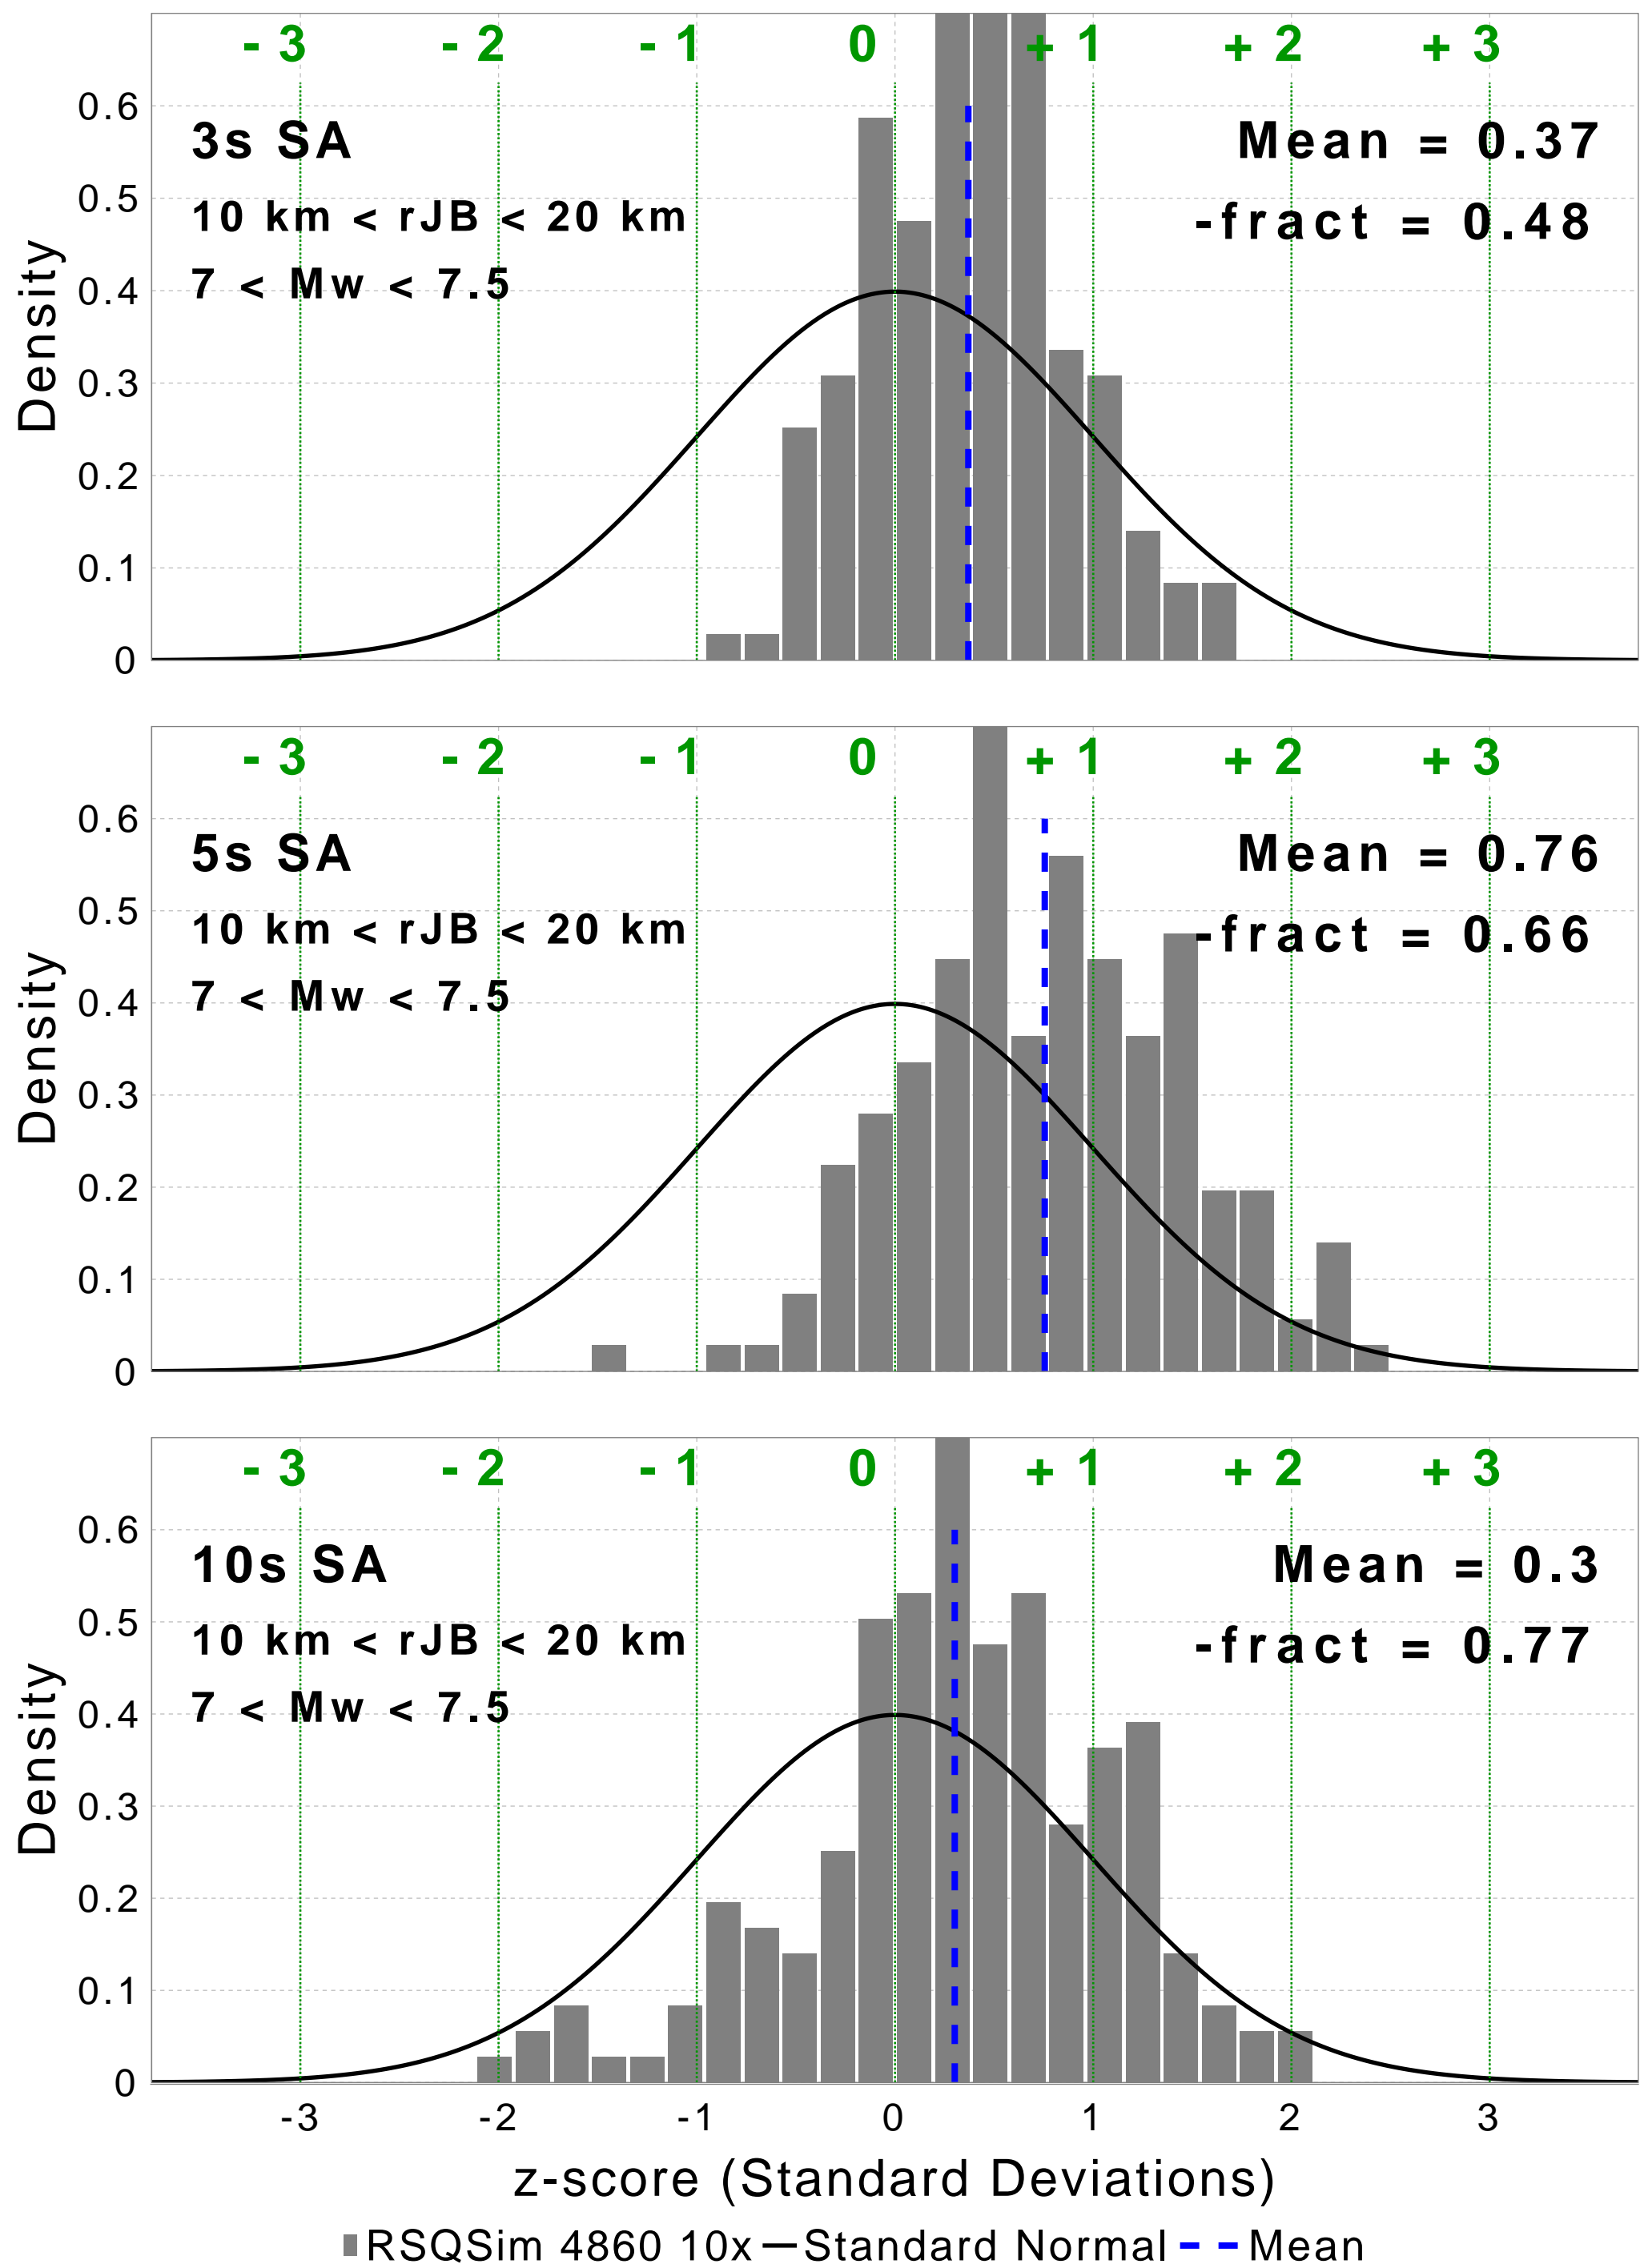 - 3 - 2 - 1 0 + 1 + 2 + 3
0.6
3s SA Mean = 0.37
0.5
10 km < rJB < 20 km -fract = 0.48
7 < Mw < 7.5
0.4
Density
0.3
0.2
0.1
0
- 3 - 2 - 1 0 + 1 + 2 + 3
0.6
5s SA Mean = 0.76
0.5
10 km < rJB < 20 km -fract = 0.66
7 < Mw < 7.5
0.4
Density
0.3
0.2
0.1
0
- 3 - 2 - 1 0 + 1 + 2 + 3
0.6
10s SA Mean = 0.3
0.5
10 km < rJB < 20 km -fract = 0.77
7 < Mw < 7.5
0.4
Density
0.3
0.2
0.1
0
-3 -2 -1 0 1 2 3
z-score (Standard Deviations)
RSQSim 4860 10x Standard Normal Mean